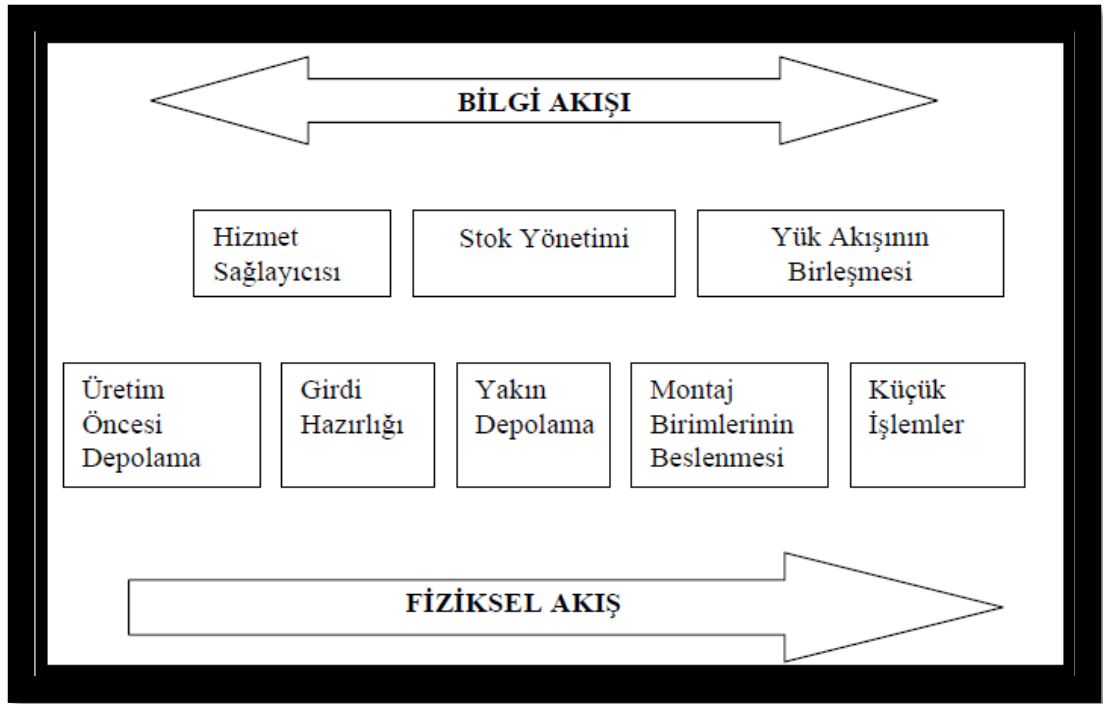 BİLGİ AKIŞI
Hizmet
Sağlayıcısı
Stok Yönetimi
Yük Akışının
Birleşmesi
Üretim
Öncesi
Depolama
Girdi
Hazırlığı
Yakın
Depolama
Montaj
Birimlerinin
Beslenmesi
Küçük
İşlemler
FİZİKSEL AKIŞ